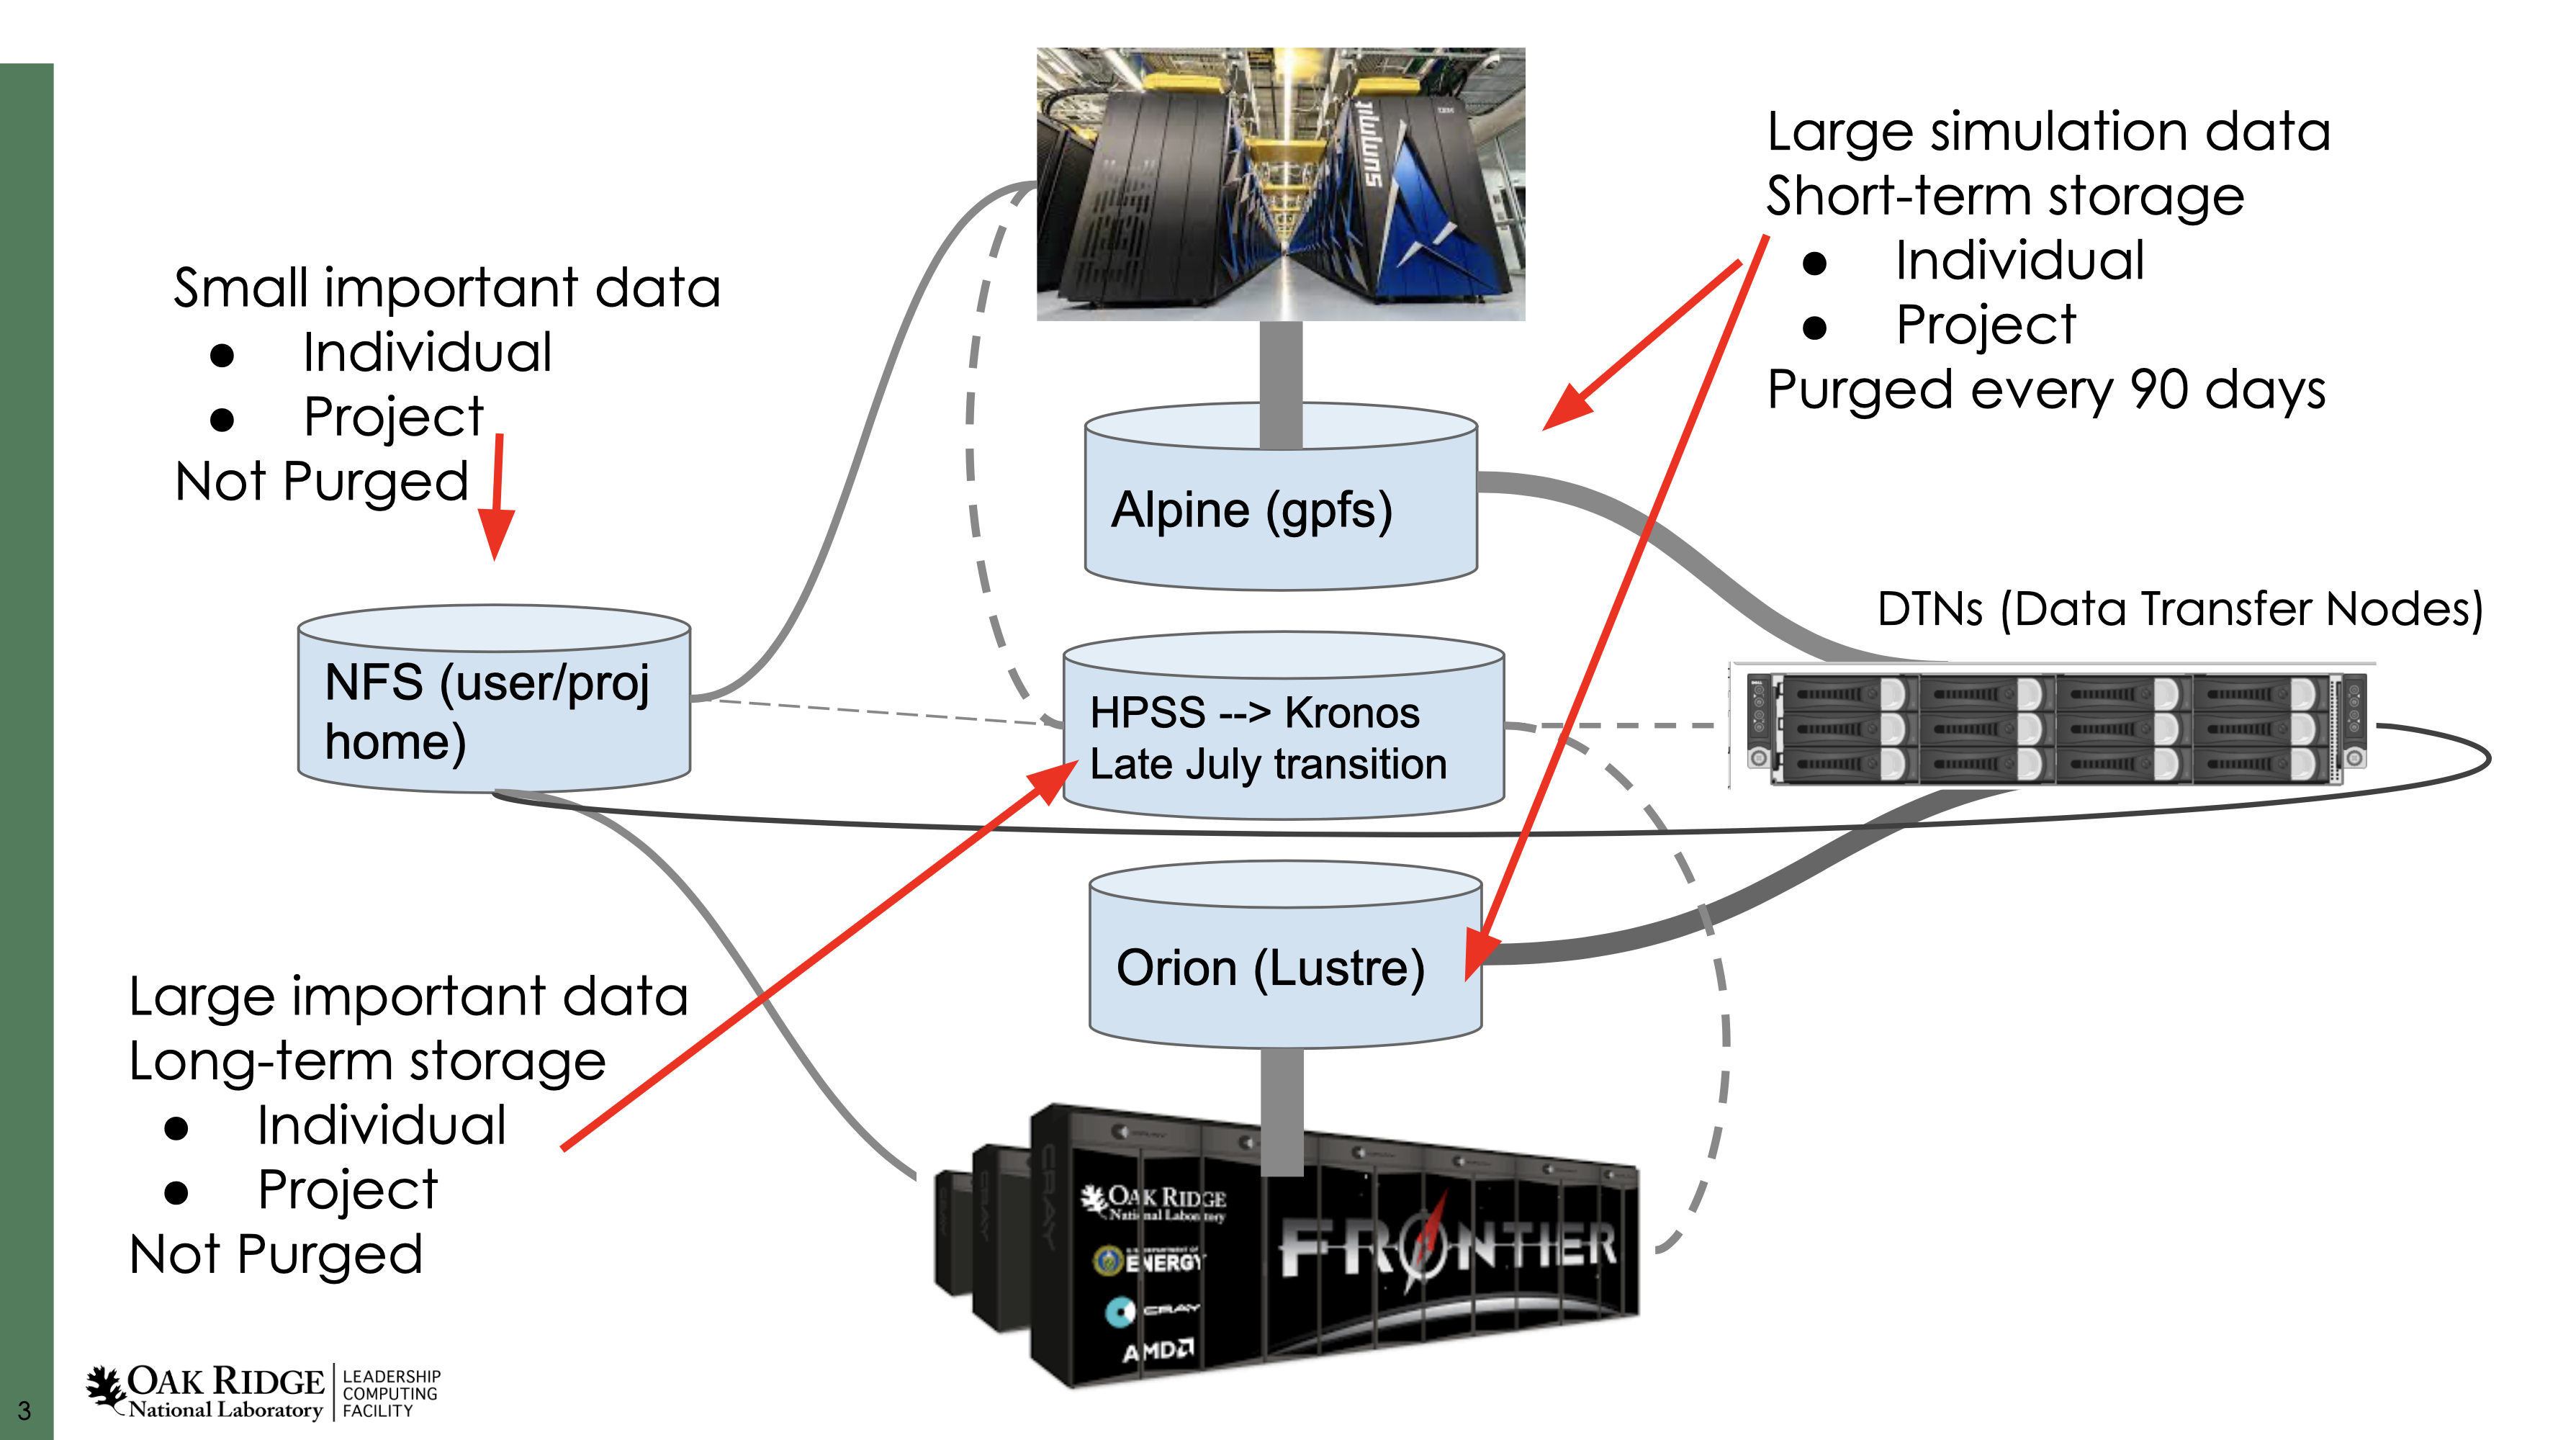 summit
IBM
Large simulation data
Short-term storage
● Individual
● Project
Purged every 90 days
Small important data
● Individual
● Project
Not Purged
Alpine (gpfs)
DTNs (Data Transfer Nodes)
NFS (user/proj
home)
HPSS --> Kronos
Late July transition
Orion (Lustre)
Large important data
Long-term storage
● Individual
● Project
Not Purged
CRAY
CRAY
OAK RIDGE
National Laboratory
ENERGY
CRAY
AMD
FRONTIER
OAK RIDGE
National Laboratory
LEADERSHIP
COMPUTING
FACILITY
3